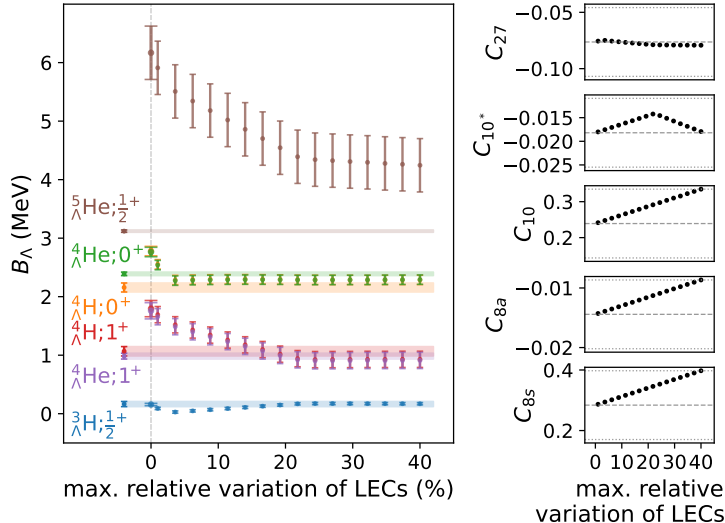 6
5
4
3
2
1
0
B_Λ (MeV)
⁵_ΛHe;½⁺
⁴_ΛHe;0⁺
⁴_ΛH;0⁺
⁴_ΛH;1⁺
⁴_ΛHe;1⁺
³_ΛH;½⁺
0 10 20 30 40
max. relative variation of LECs (%)
−0.05
−0.10
C_27
−0.015
−0.020
−0.025
C_10*
0.3
0.2
C_10
−0.01
−0.02
C_8a
0.4
0.2
C_8s
0 10 20 30 40
max. relative
variation of LECs